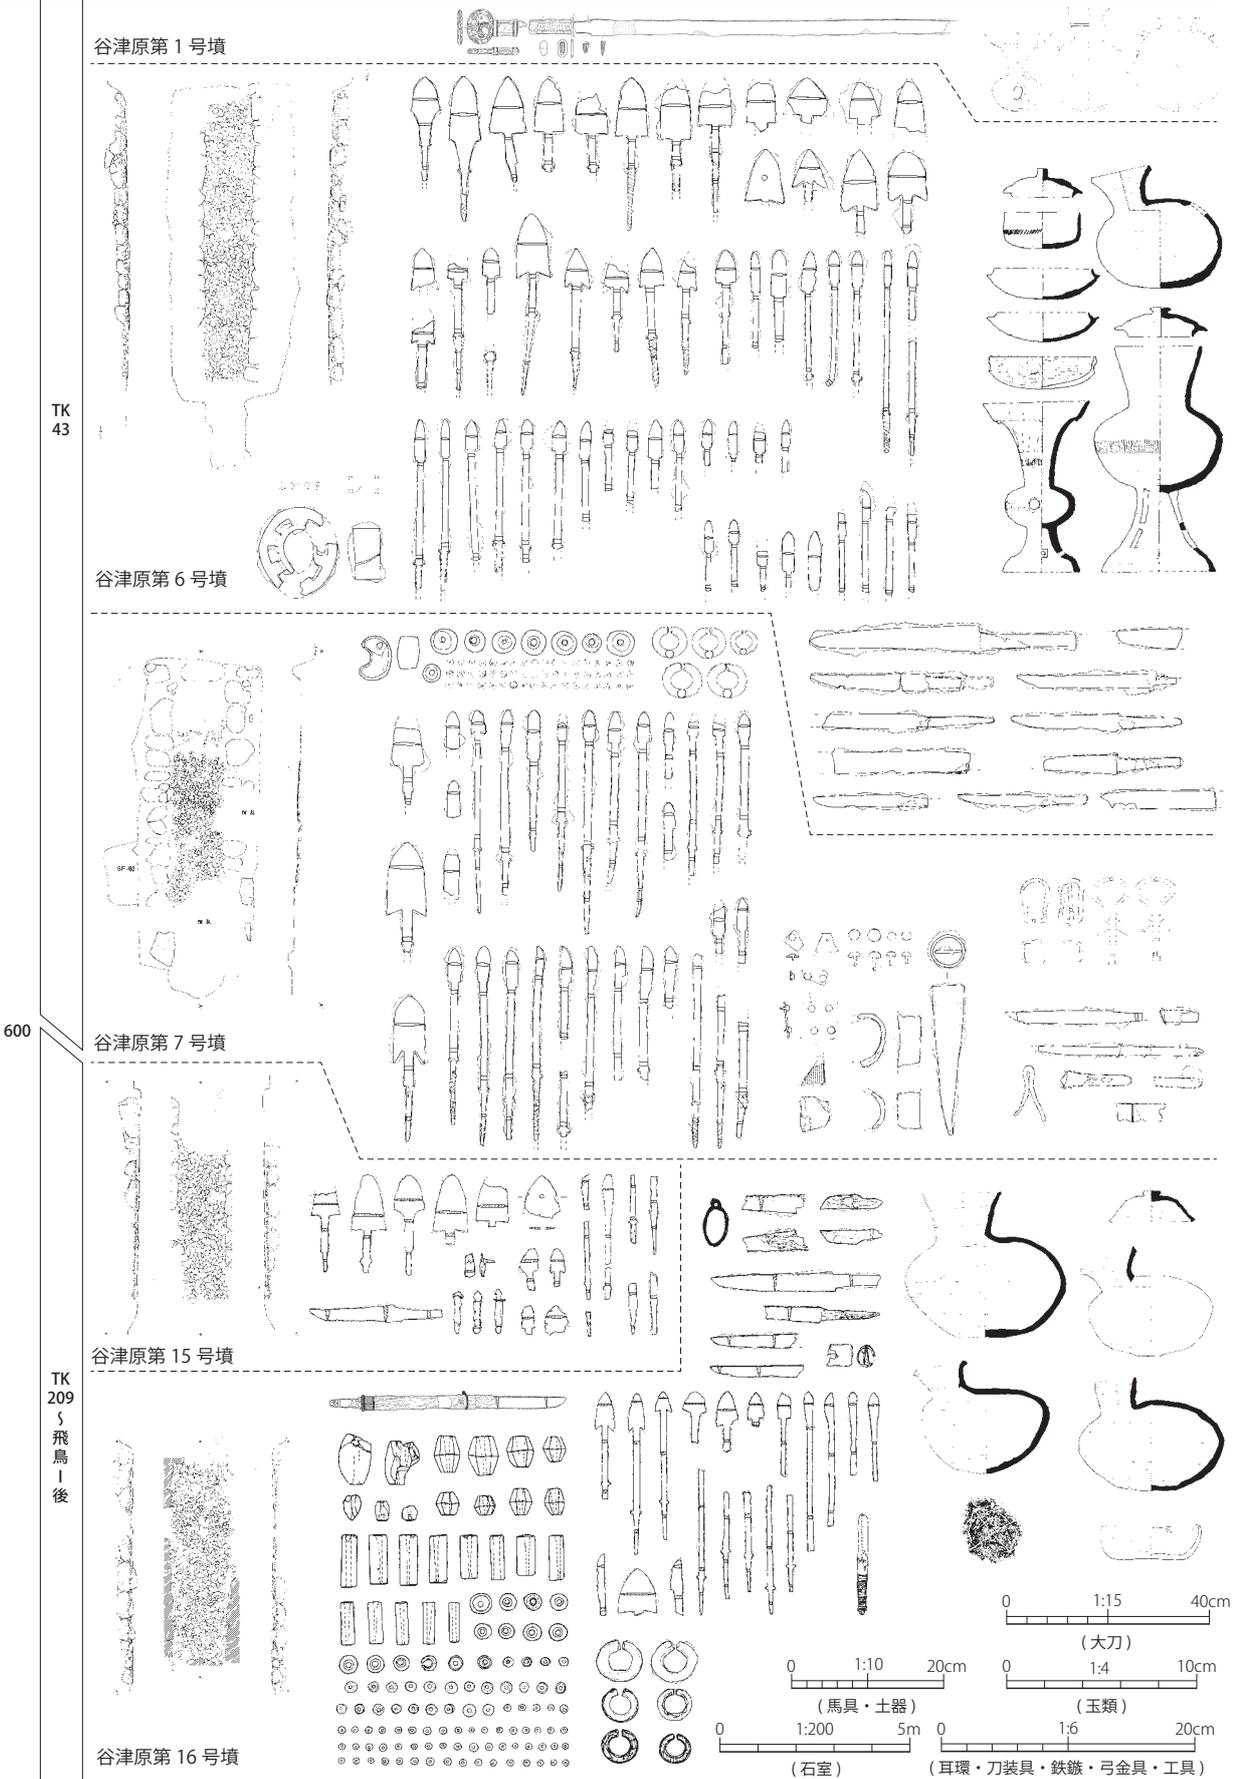 谷津原第 1 号墳
TK
43
谷津原第 6 号墳
SF-02
600
谷津原第 7 号墳
谷津原第 15 号墳
TK
209
〜
飛
鳥
Ⅰ
後
谷津原第 16 号墳
0 1:15 40cm
( 大刀 )
0 1:10 20cm
( 馬具・土器 )
0 1:4 10cm
( 玉類 )
0 1:200 5m
( 石室 )
0 1:6 20cm
( 耳環・刀装具・鉄鏃・弓金具・工具 )